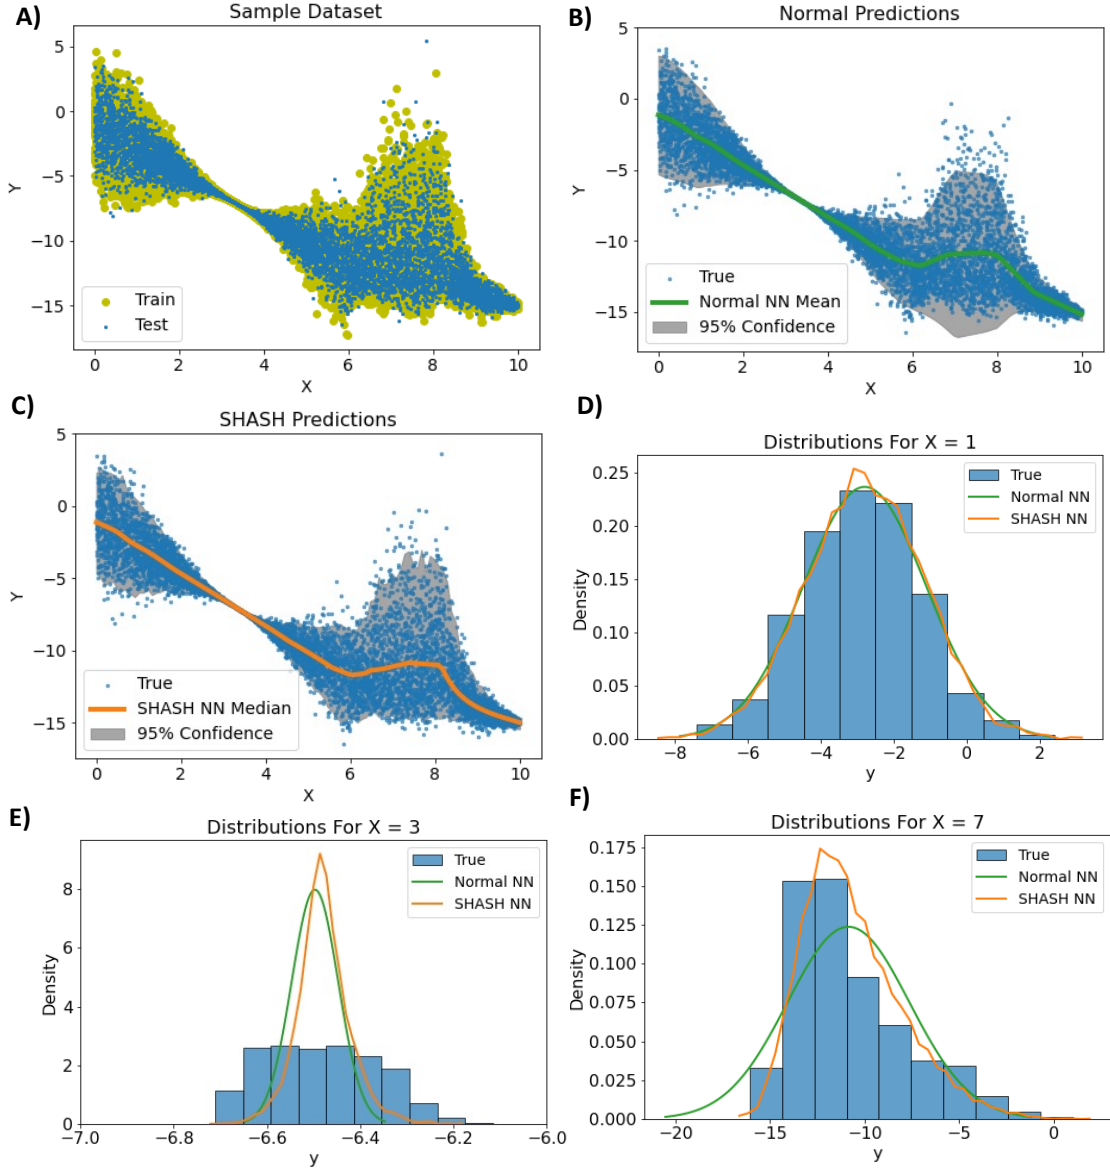 A)
Sample Dataset
5
0
−5
−10
−15
Y
0 2 4 6 8 10
X
Train
Test
B)
Normal Predictions
5
0
−5
−10
−15
Y
0 2 4 6 8 10
X
True
Normal NN Mean
95% Confidence
C)
SHASH Predictions
5
0
−5
−10
−15
Y
0 2 4 6 8 10
X
True
SHASH NN Median
95% Confidence
D)
Distributions For X = 1
0.25
0.20
0.15
0.10
0.05
0.00
Density
−8 −6 −4 −2 0 2
y
True
Normal NN
SHASH NN
E)
Distributions For X = 3
8
6
4
2
0
Density
−7.0 −6.8 −6.6 −6.4 −6.2 −6.0
y
True
Normal NN
SHASH NN
F)
Distributions For X = 7
0.175
0.150
0.125
0.100
0.075
0.050
0.025
0.000
Density
−20 −15 −10 −5 0
y
True
Normal NN
SHASH NN